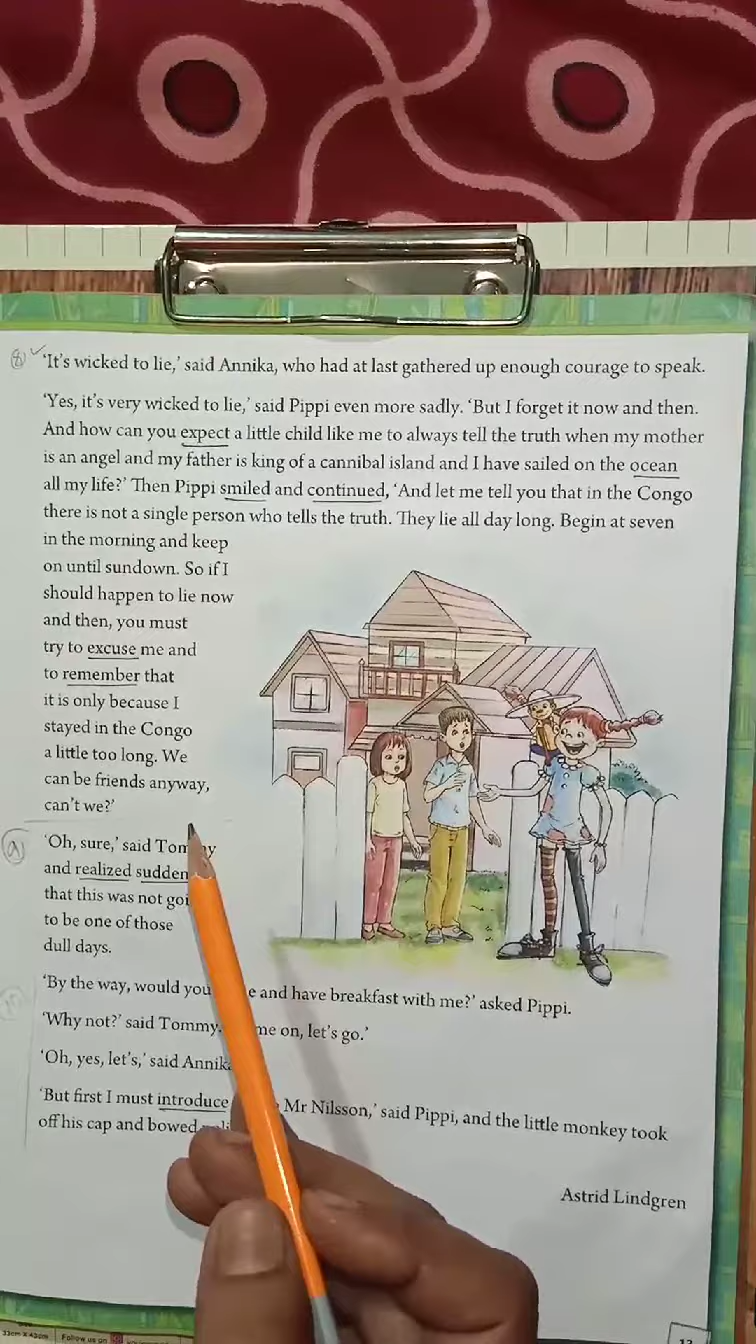 8
'It's wicked to lie,' said Annika, who had at last gathered up enough courage to speak.
'Yes, it's very wicked to lie,' said Pippi even more sadly. 'But I forget it now and then.
And how can you expect a little child like me to always tell the truth when my mother
is an angel and my father is king of a cannibal island and I have sailed on the ocean
all my life?' Then Pippi smiled and continued, 'And let me tell you that in the Congo
there is not a single person who tells the truth. They lie all day long. Begin at seven
in the morning and keep
on until sundown. So if I
should happen to lie now
and then, you must
try to excuse me and
to remember that
it is only because I
stayed in the Congo
a little too long. We
can be friends anyway,
can't we?'
9
'Oh, sure,' said Tommy
and realized sudden
that this was not goi
to be one of those
dull days.
'By the way, would you and have breakfast with me?' asked Pippi.
'Why not?' said Tommy. me on, let's go.'
'Oh, yes, let's,' said Annika
'But first I must introduce Mr Nilsson,' said Pippi, and the little monkey took
off his cap and bowed
Astrid Lindgren
33cm X 43cm Follow us on